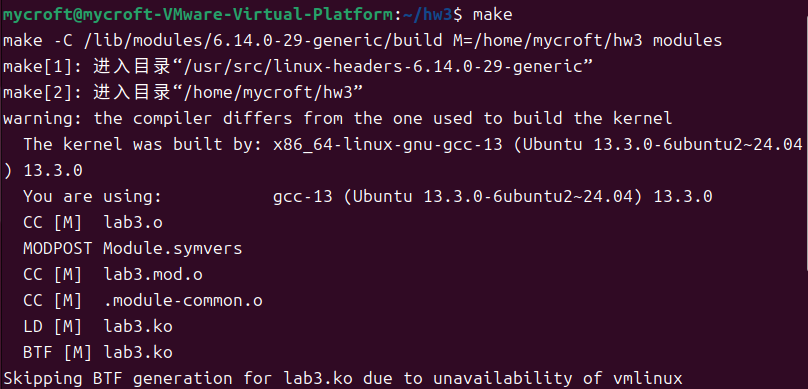 mycroft@mycroft-VMware-Virtual-Platform:~/hw3$ make
make -C /lib/modules/6.14.0-29-generic/build M=/home/mycroft/hw3 modules
make[1]: 进入目录“/usr/src/linux-headers-6.14.0-29-generic”
make[2]: 进入目录“/home/mycroft/hw3”
warning: the compiler differs from the one used to build the kernel
  The kernel was built by: x86_64-linux-gnu-gcc-13 (Ubuntu 13.3.0-6ubuntu2~24.04
) 13.3.0
  You are using:           gcc-13 (Ubuntu 13.3.0-6ubuntu2~24.04) 13.3.0
  CC [M]  lab3.o
  MODPOST Module.symvers
  CC [M]  lab3.mod.o
  CC [M]  .module-common.o
  LD [M]  lab3.ko
  BTF [M] lab3.ko
Skipping BTF generation for lab3.ko due to unavailability of vmlinux